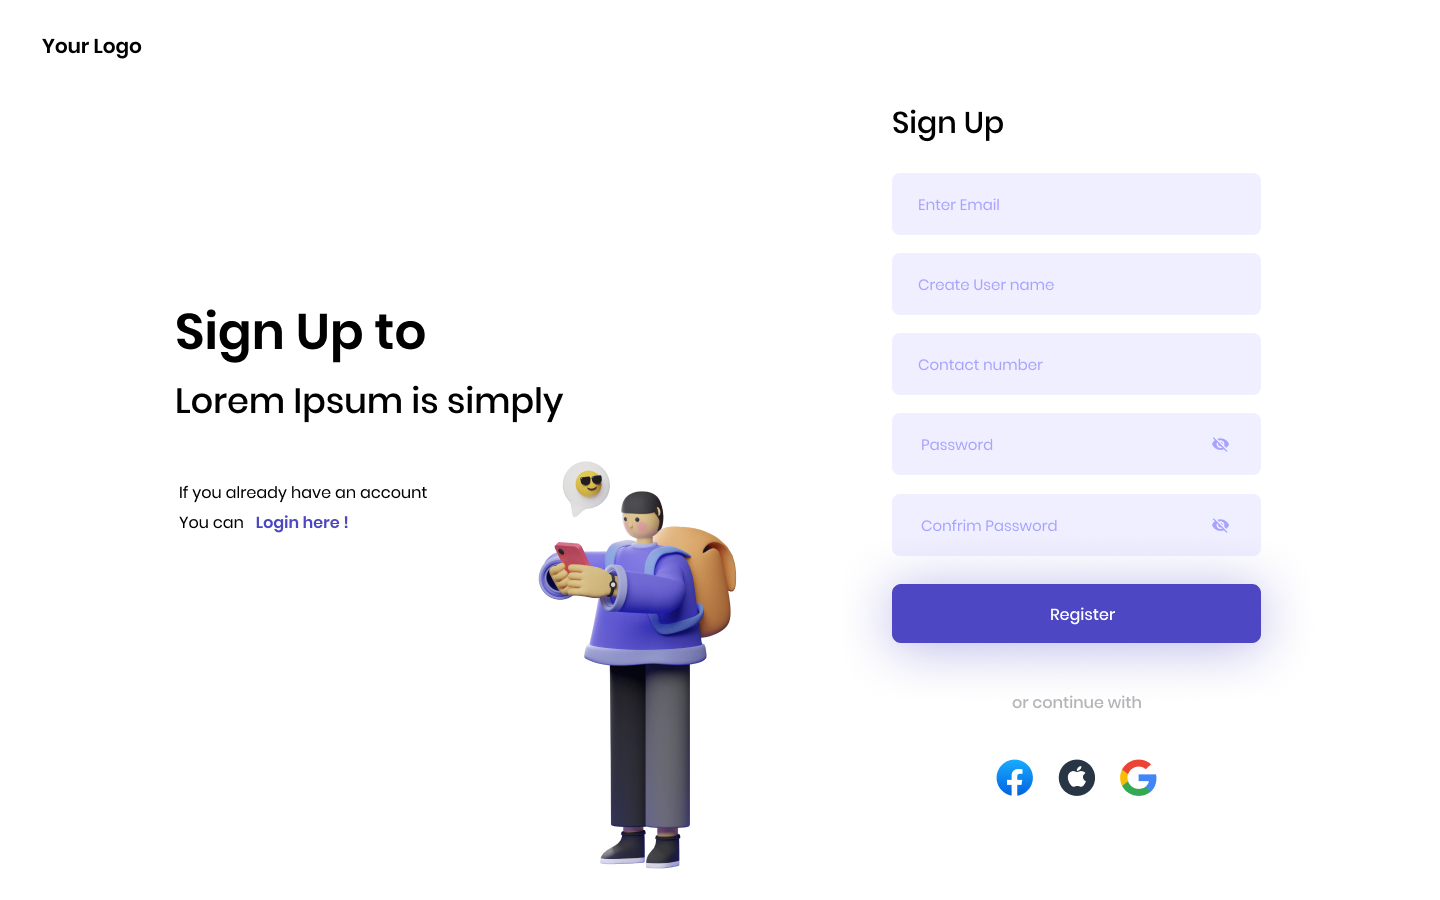 Your Logo
Sign Up to
Lorem Ipsum is simply
If you already have an account
You can Login here !
Sign Up
Enter Email
Create User name
Contact number
Password
Confrim Password
Register
or continue with